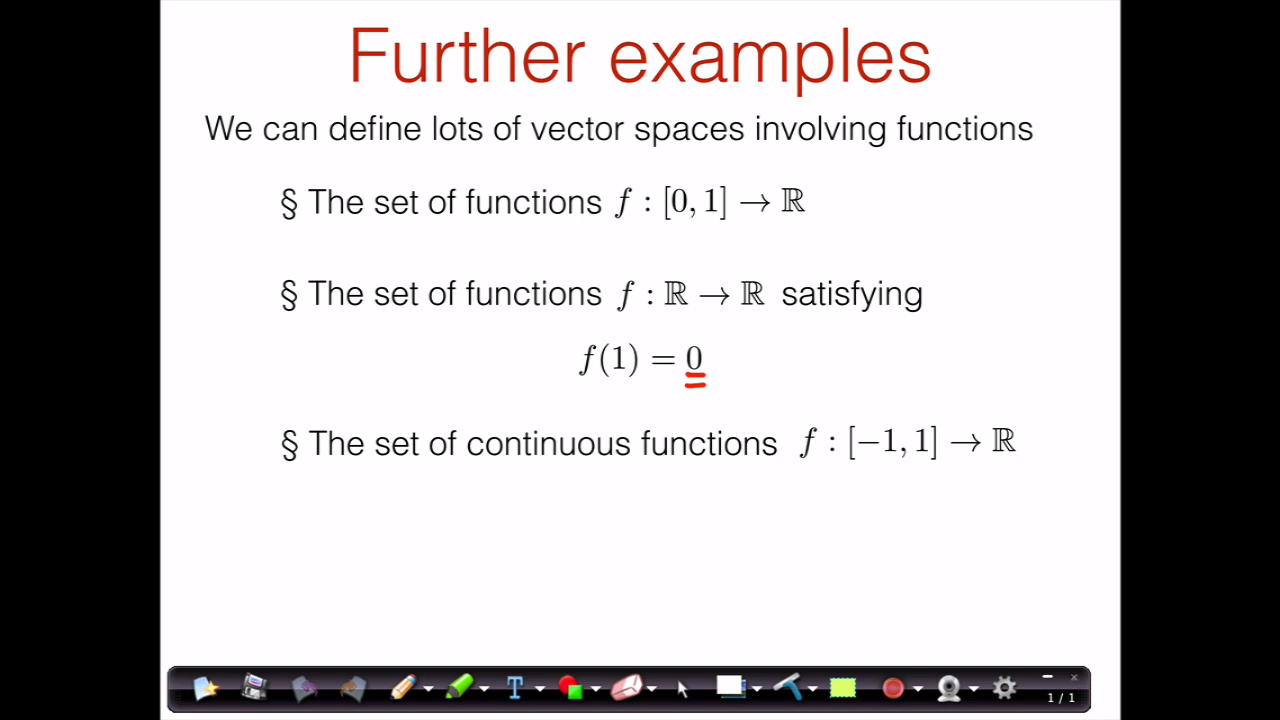 Further examples
We can define lots of vector spaces involving functions
§ The set of functions f : [0, 1] → ℝ
§ The set of functions f : ℝ → ℝ satisfying
f(1) = 0
§ The set of continuous functions f : [−1, 1] → ℝ
T
1 / 1